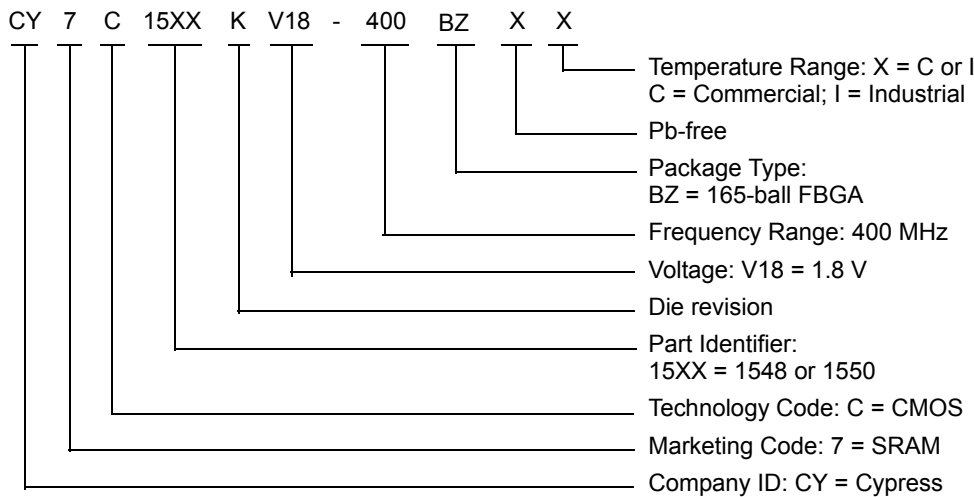 CY 7 C 15XX K V18 - 400 BZ X X
Temperature Range: X = C or I
C = Commercial; I = Industrial
Pb-free
Package Type:
BZ = 165-ball FBGA
Frequency Range: 400 MHz
Voltage: V18 = 1.8 V
Die revision
Part Identifier:
15XX = 1548 or 1550
Technology Code: C = CMOS
Marketing Code: 7 = SRAM
Company ID: CY = Cypress